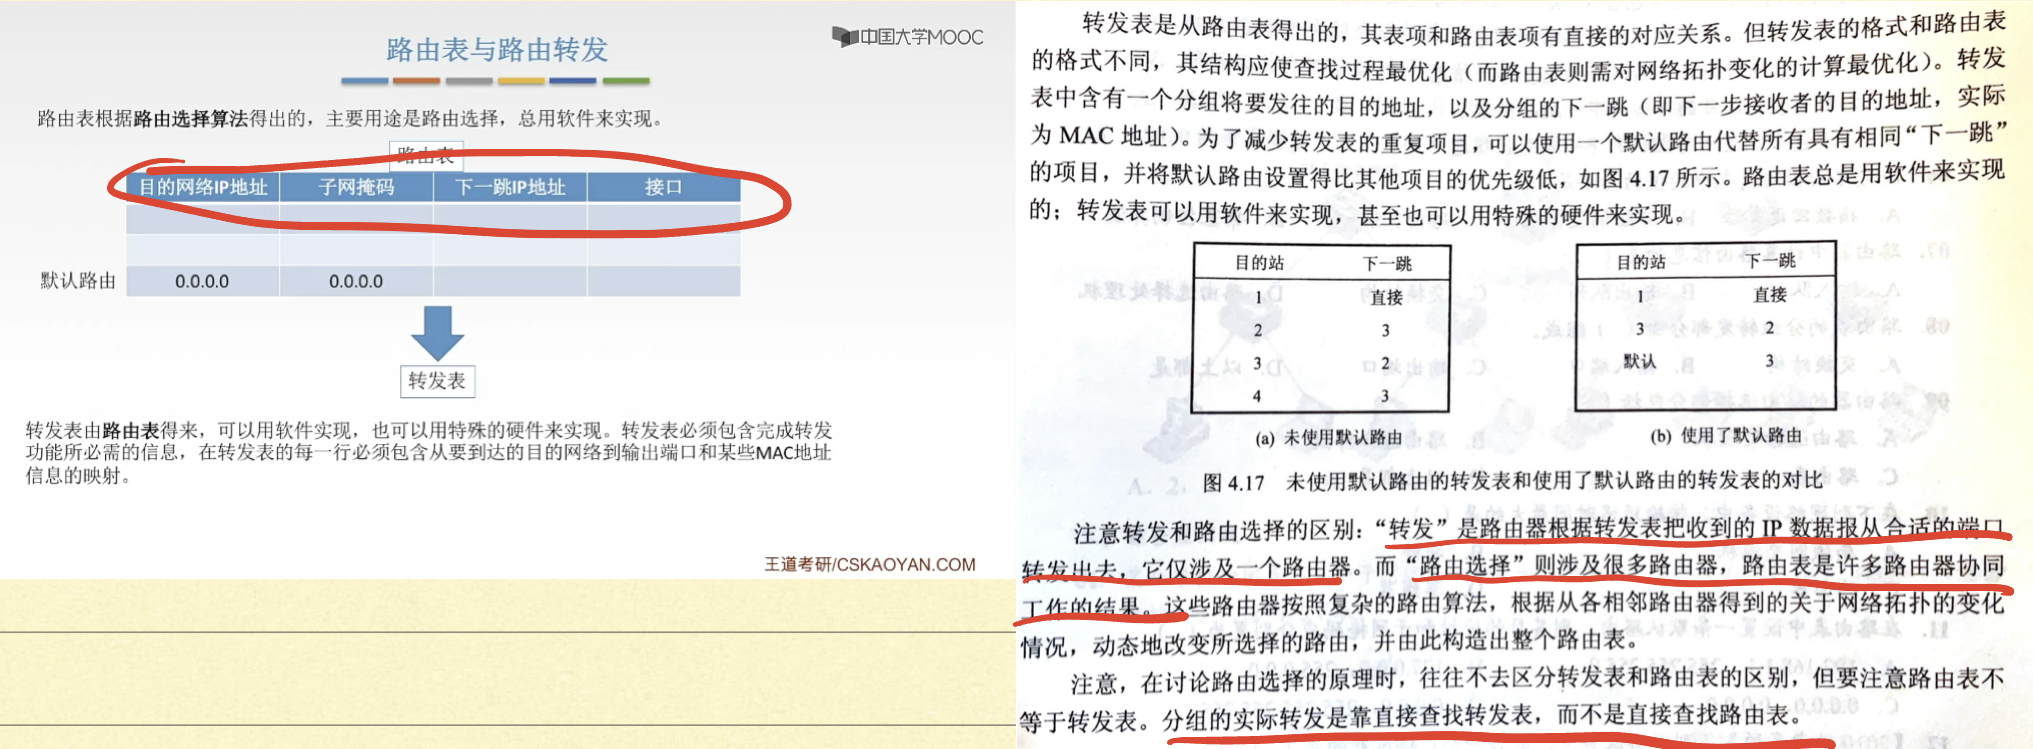 路由表与路由转发
中国大学MOOC
路由表根据路由选择算法得出的，主要用途是路由选择，总用软件来实现。
路由表
目的网络IP地址 子网掩码 下一跳IP地址 接口
默认路由 0.0.0.0 0.0.0.0
转发表
转发表由路由表得来，可以用软件实现，也可以用特殊的硬件来实现。转发表必须包含完成转发
功能所必需的信息，在转发表的每一行必须包含从要到达的目的网络到输出端口和某些MAC地址
信息的映射。
王道考研/CSKAOYAN.COM
转发表是从路由表得出的，其表项和路由表项有直接的对应关系。但转发表的格式和路由表
的格式不同，其结构应使查找过程最优化（而路由表则需对网络拓扑变化的计算最优化）。转发
表中含有一个分组将要发往的目的地址，以及分组的下一跳（即下一步接收者的目的地址，实际
为 MAC 地址）。为了减少转发表的重复项目，可以使用一个默认路由代替所有具有相同“下一跳”
的项目，并将默认路由设置得比其他项目的优先级低，如图 4.17 所示。路由表总是用软件来实现
的；转发表可以用软件来实现，甚至也可以用特殊的硬件来实现。
目的站 下一跳
1 直接
2 3
3 2
4 3
(a) 未使用默认路由
目的站 下一跳
1 直接
3 2
默认 3
(b) 使用了默认路由
图 4.17 未使用默认路由的转发表和使用了默认路由的转发表的对比
注意转发和路由选择的区别：“转发”是路由器根据转发表把收到的 IP 数据报从合适的端口
转发出去，它仅涉及一个路由器。而“路由选择”则涉及很多路由器，路由表是许多路由器协同
工作的结果。这些路由器按照复杂的路由算法，根据从各相邻路由器得到的关于网络拓扑的变化
情况，动态地改变所选择的路由，并由此构造出整个路由表。
注意，在讨论路由选择的原理时，往往不去区分转发表和路由表的区别，但要注意路由表不
等于转发表。分组的实际转发是靠直接查找转发表，而不是直接查找路由表。